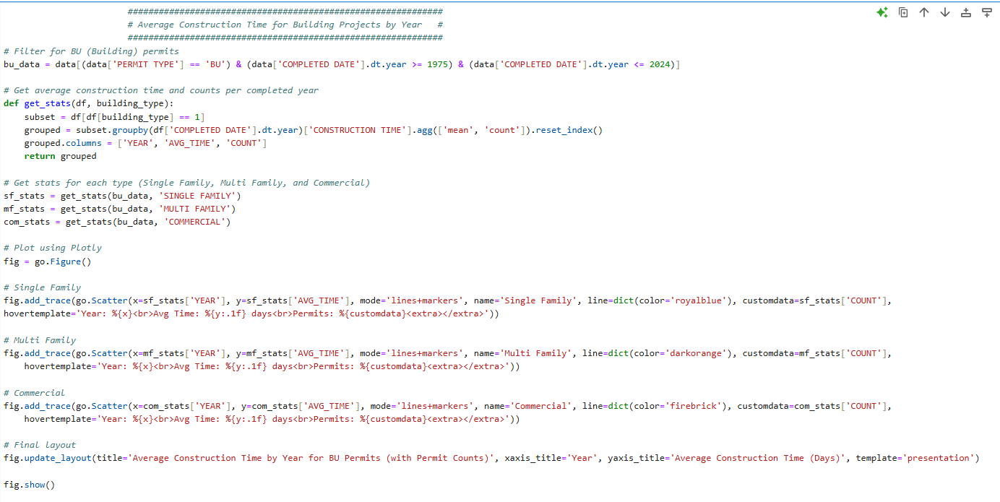 #############################################################
# Average Construction Time for Building Projects by Year   #
#############################################################
# Filter for BU (Building) permits
bu_data = data[(data['PERMIT TYPE'] == 'BU') & (data['COMPLETED DATE'].dt.year >= 1975) & (data['COMPLETED DATE'].dt.year <= 2024)]
# Get average construction time and counts per completed year
def get_stats(df, building_type):
    subset = df[df[building_type] == 1]
    grouped = subset.groupby(df['COMPLETED DATE'].dt.year)['CONSTRUCTION TIME'].agg(['mean', 'count']).reset_index()
    grouped.columns = ['YEAR', 'AVG_TIME', 'COUNT']
    return grouped
# Get stats for each type (Single Family, Multi Family, and Commercial)
sf_stats = get_stats(bu_data, 'SINGLE FAMILY')
mf_stats = get_stats(bu_data, 'MULTI FAMILY')
com_stats = get_stats(bu_data, 'COMMERCIAL')
# Plot using Plotly
fig = go.Figure()
# Single Family
fig.add_trace(go.Scatter(x=sf_stats['YEAR'], y=sf_stats['AVG_TIME'], mode='lines+markers', name='Single Family', line=dict(color='royalblue'), customdata=sf_stats['COUNT'],
hovertemplate='Year: %{x}<br>Avg Time: %{y:.1f} days<br>Permits: %{customdata}<extra></extra>'))
# Multi Family
fig.add_trace(go.Scatter(x=mf_stats['YEAR'], y=mf_stats['AVG_TIME'], mode='lines+markers', name='Multi Family', line=dict(color='darkorange'), customdata=mf_stats['COUNT'],
    hovertemplate='Year: %{x}<br>Avg Time: %{y:.1f} days<br>Permits: %{customdata}<extra></extra>'))
# Commercial
fig.add_trace(go.Scatter(x=com_stats['YEAR'], y=com_stats['AVG_TIME'], mode='lines+markers', name='Commercial', line=dict(color='firebrick'), customdata=com_stats['COUNT'],
    hovertemplate='Year: %{x}<br>Avg Time: %{y:.1f} days<br>Permits: %{customdata}<extra></extra>'))
# Final layout
fig.update_layout(title='Average Construction Time by Year for BU Permits (with Permit Counts)', xaxis_title='Year', yaxis_title='Average Construction Time (Days)', template='presentation')
fig.show()